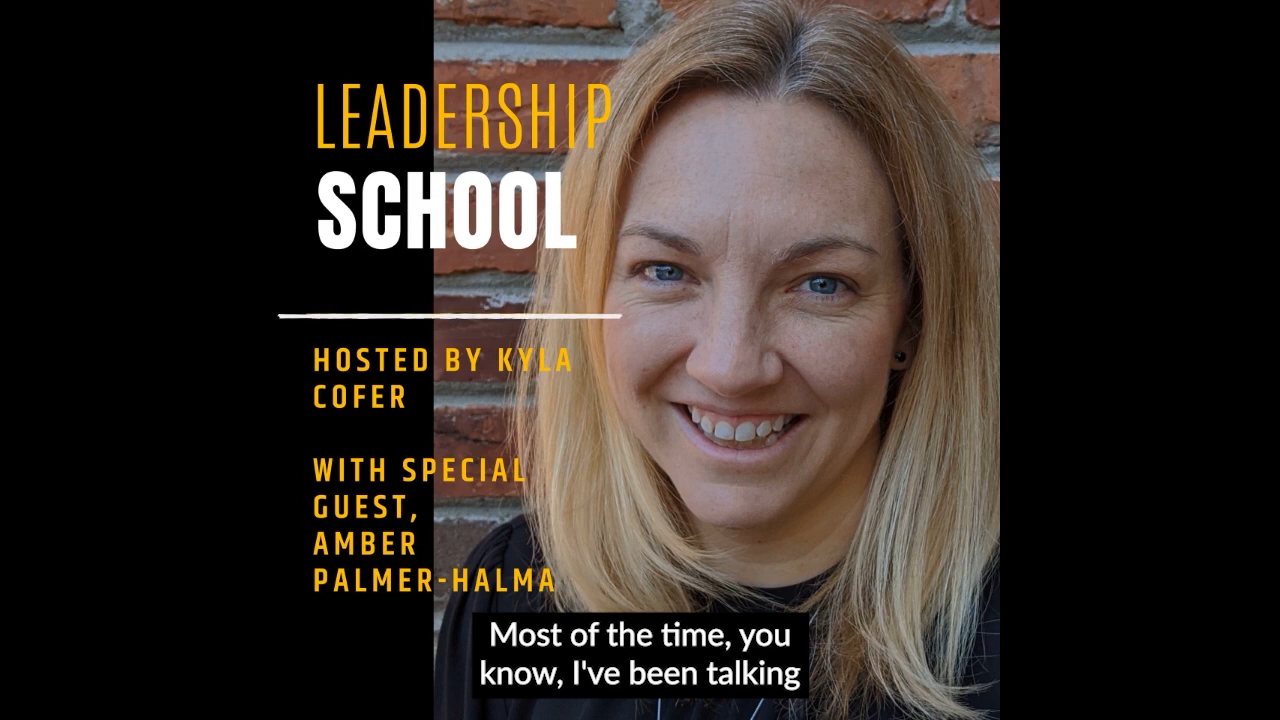 LEADERSHIP
SCHOOL
HOSTED BY KYLA
COFER
WITH SPECIAL
GUEST,
AMBER
PALMER-HALMA
Most of the time, you
know, I've been talking